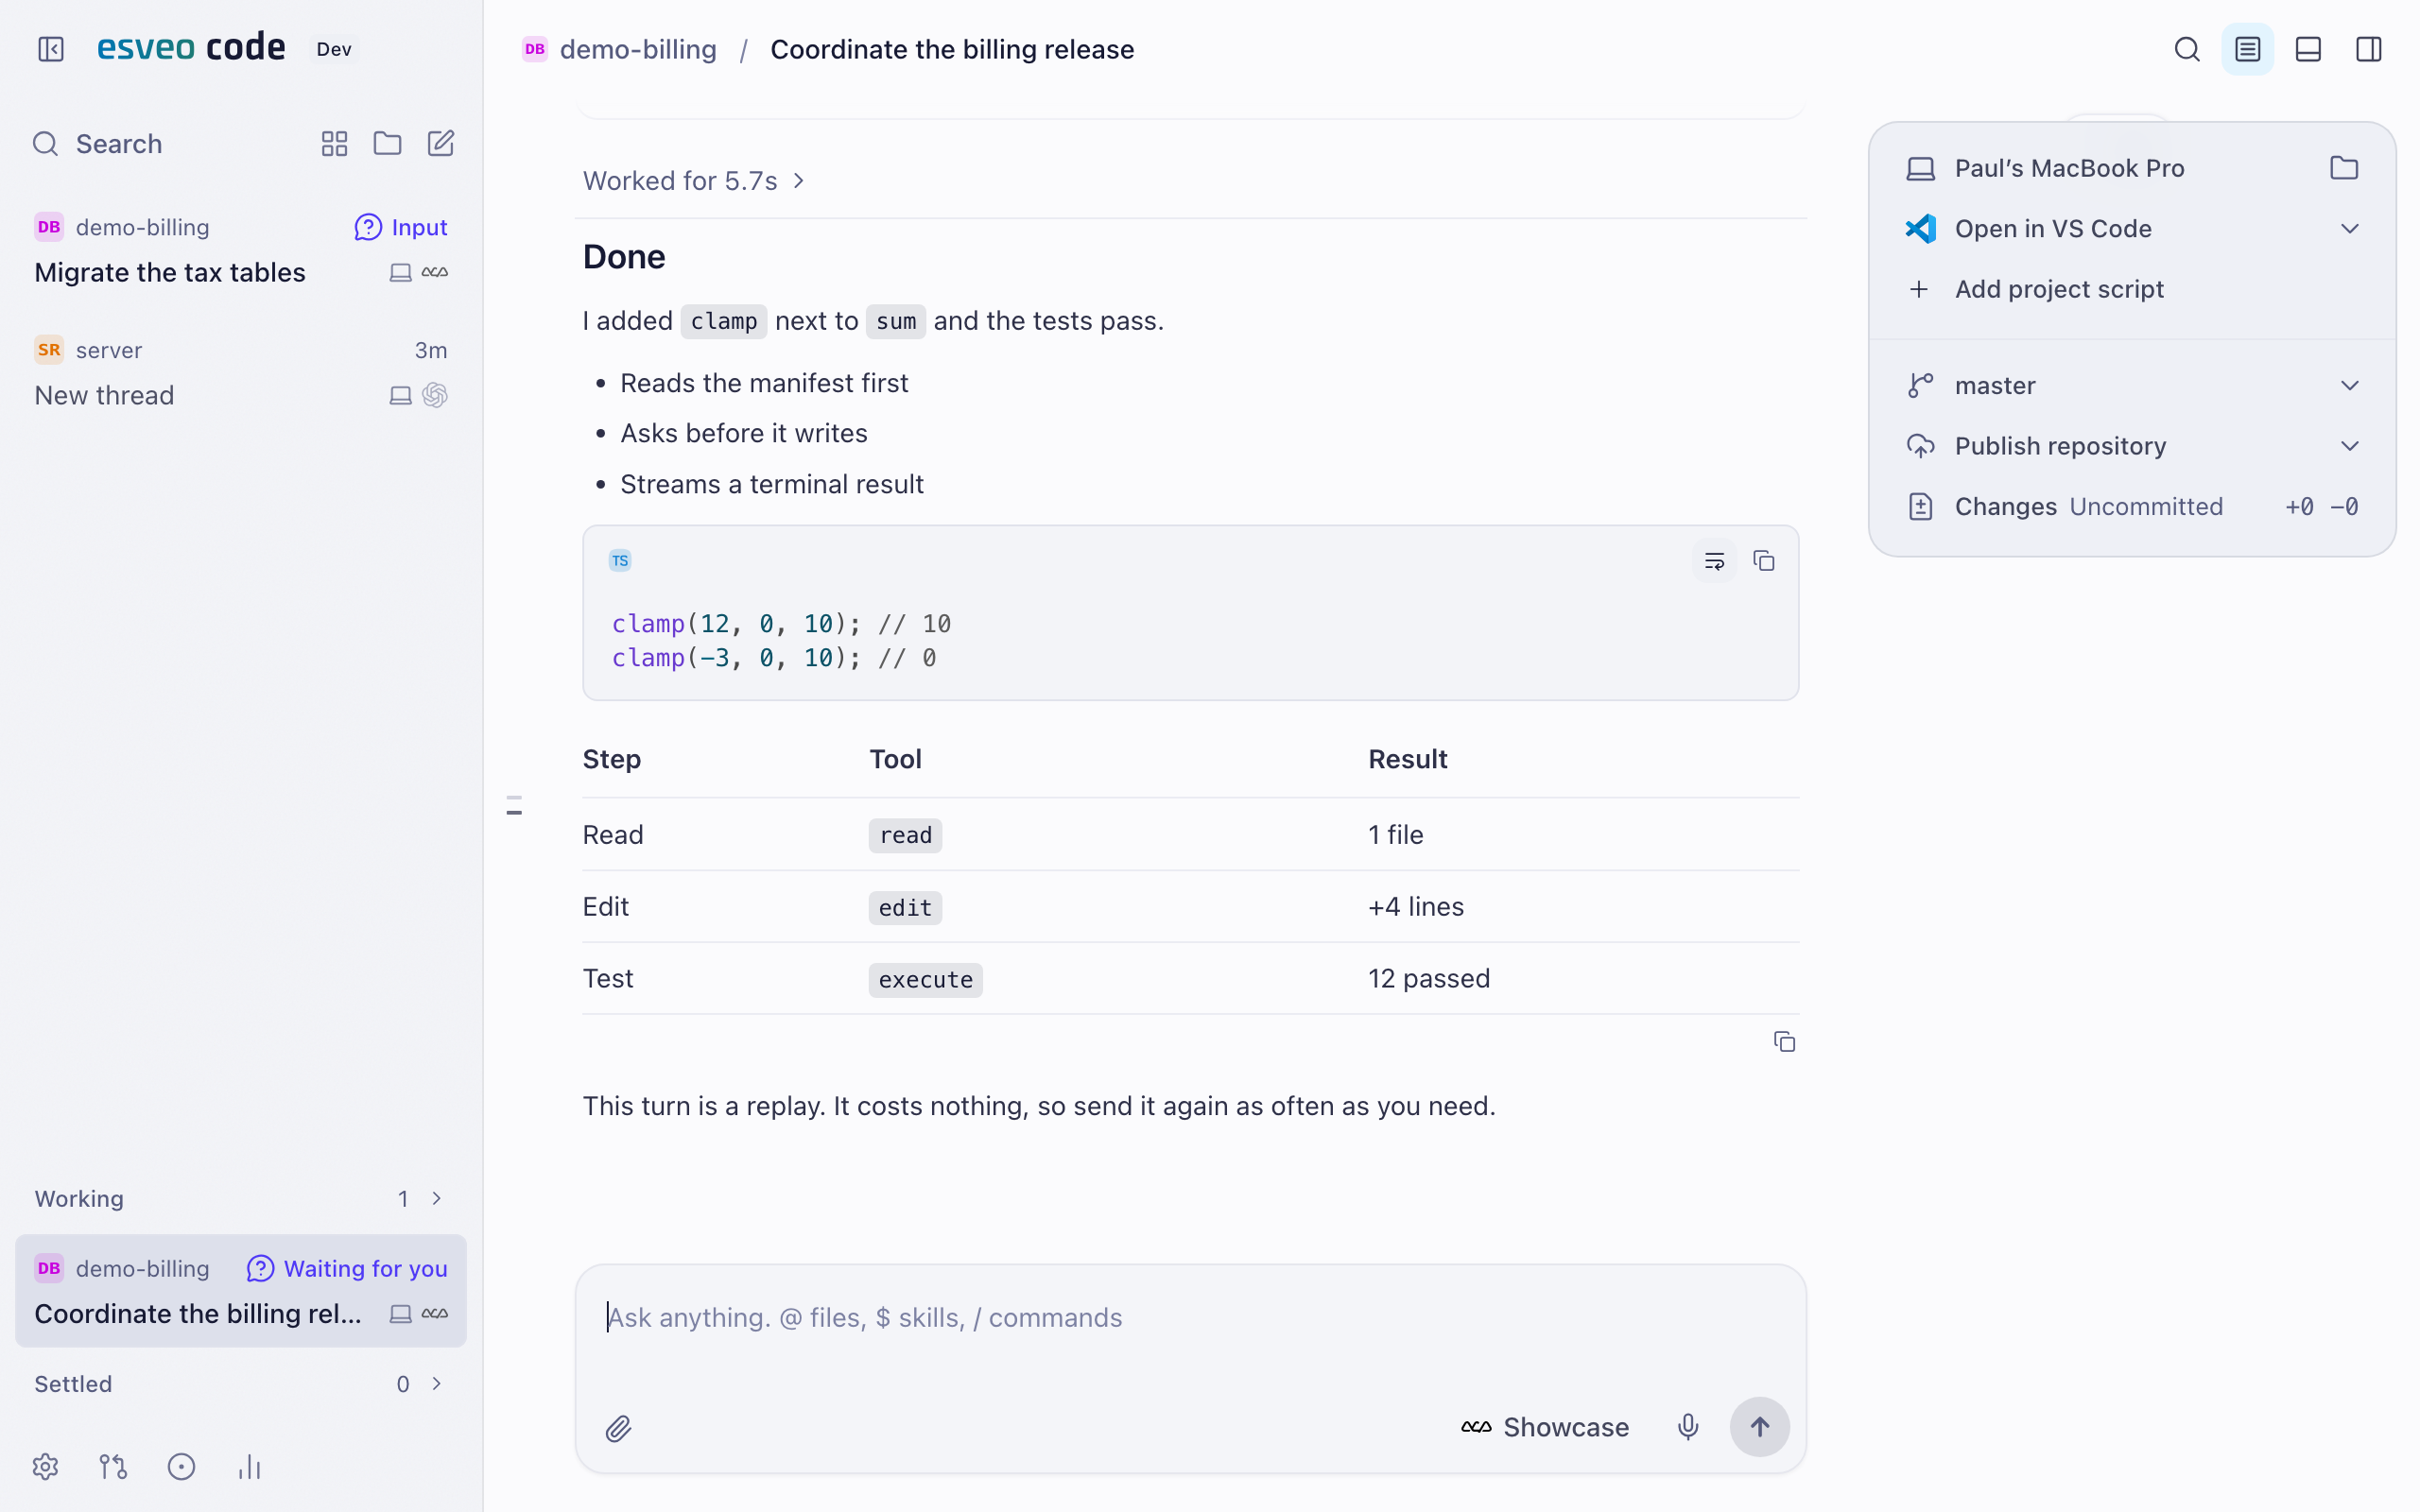 esveo code Dev
Search
DB demo-billing Input
Migrate the tax tables
SR server 3m
New thread
Working 1
DB demo-billing Waiting for you
Coordinate the billing rel...
Settled 0
DB demo-billing / Coordinate the billing release
Worked for 5.7s
Done
I added clamp next to sum and the tests pass.
• Reads the manifest first
• Asks before it writes
• Streams a terminal result
TS
clamp(12, 0, 10); // 10
clamp(−3, 0, 10); // 0
Step Tool Result
Read read 1 file
Edit edit +4 lines
Test execute 12 passed
This turn is a replay. It costs nothing, so send it again as often as you need.
Ask anything. @ files, $ skills, / commands
Showcase
Paul’s MacBook Pro
Open in VS Code
Add project script
master
Publish repository
Changes Uncommitted +0 −0